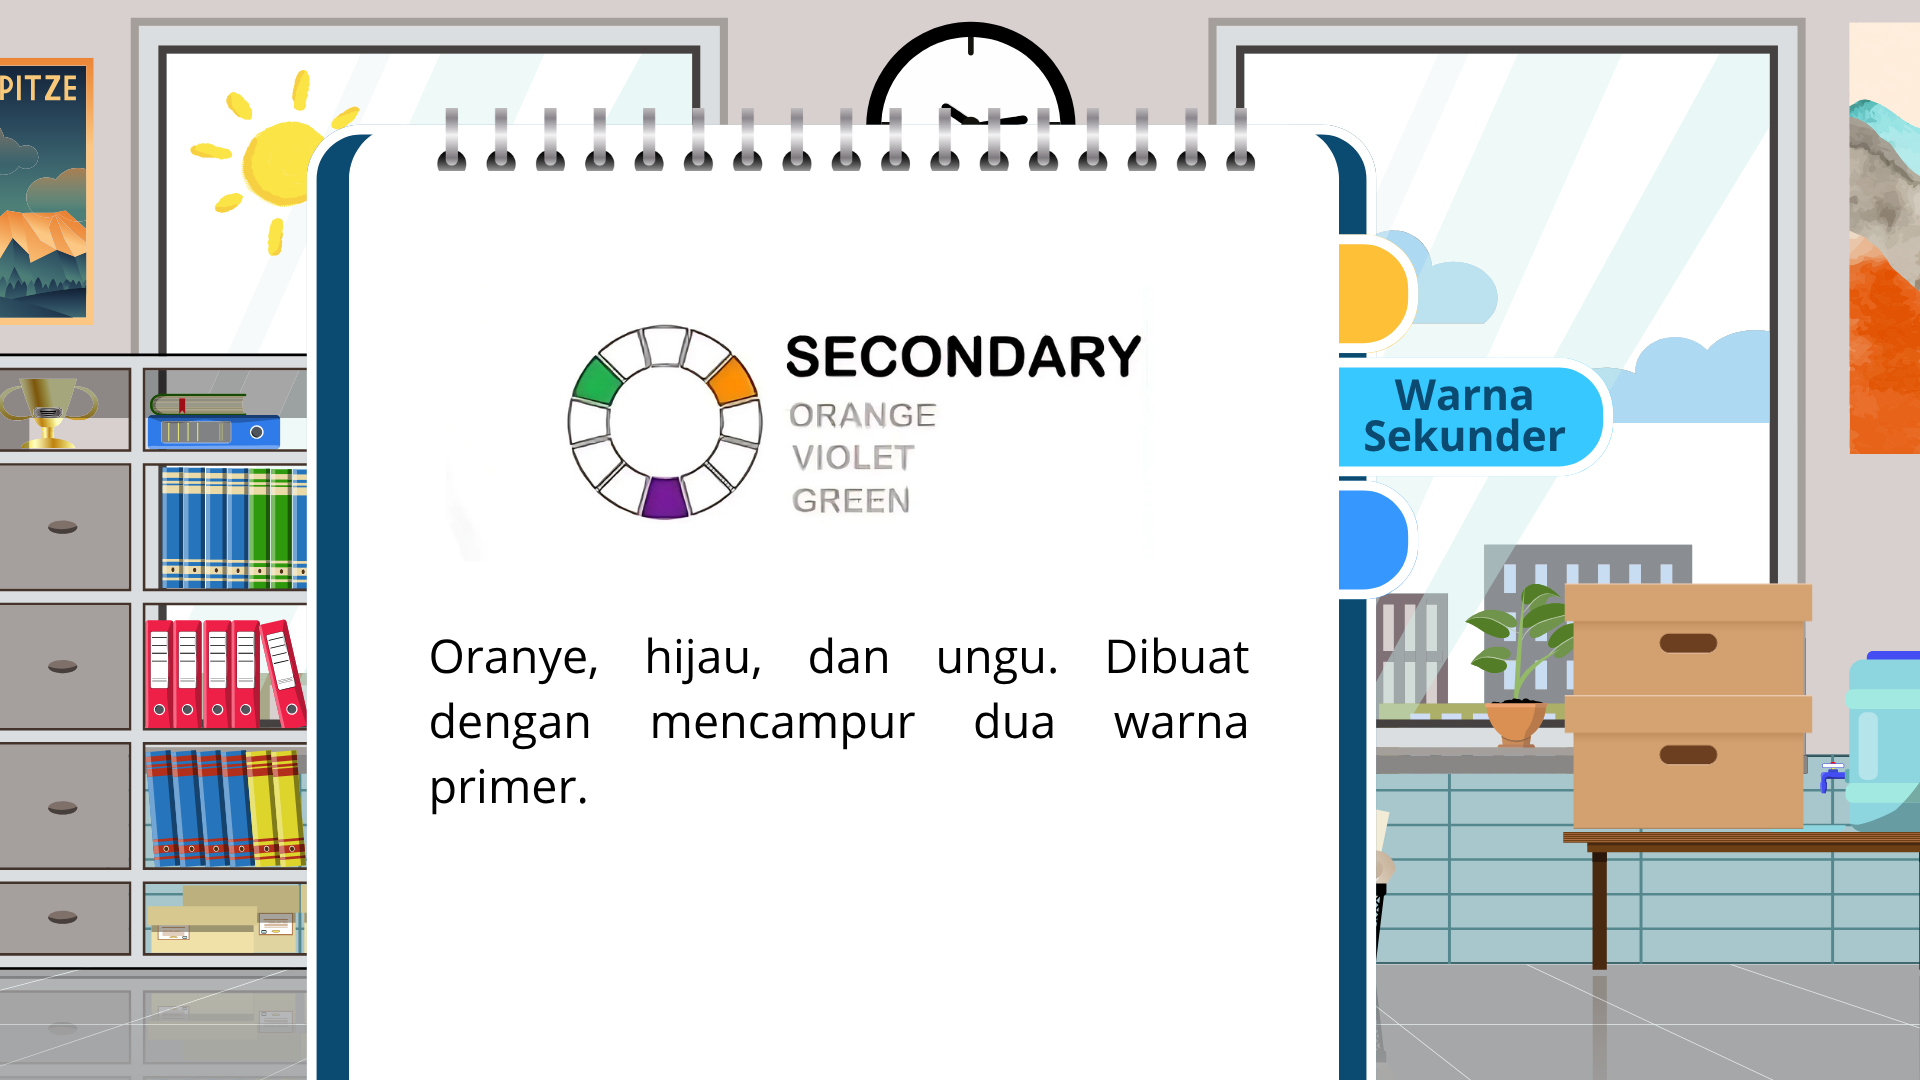 PITZE
SECONDARY
ORANGE
VIOLET
GREEN
Warna
Sekunder
Oranye, hijau, dan ungu. Dibuat
dengan mencampur dua warna
primer.